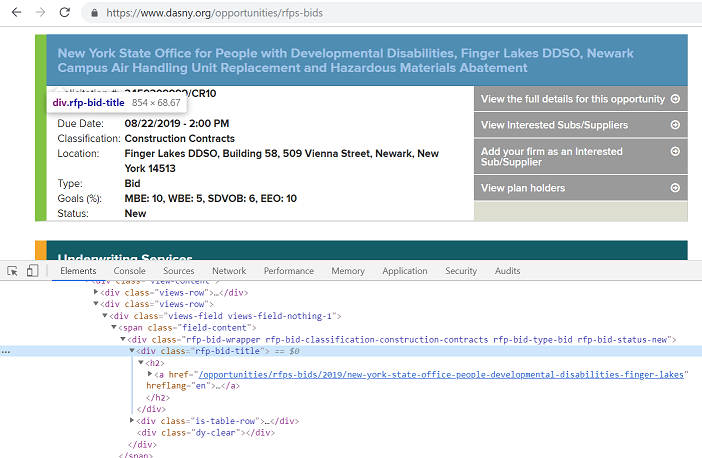 https://www.dasny.org/opportunities/rfps-bids
New York State Office for People with Developmental Disabilities, Finger Lakes DDSO, Newark
Campus Air Handling Unit Replacement and Hazardous Materials Abatement
div.rfp-bid-title 854 × 68.67
Due Date: 08/22/2019 - 2:00 PM
Classification: Construction Contracts
Location: Finger Lakes DDSO, Building 58, 509 Vienna Street, Newark, New
York 14513
Type: Bid
Goals (%): MBE: 10, WBE: 5, SDVOB: 6, EEO: 10
Status: New
View the full details for this opportunity
View Interested Subs/Suppliers
Add your firm as an Interested
Sub/Supplier
View plan holders
Underwriting Services
Elements Console Sources Network Performance Memory Application Security Audits
<div class="view-content">
<div class="views-row">…</div>
<div class="views-row">
<div class="views-field views-field-nothing-1">
<span class="field-content">
<div class="rfp-bid-wrapper rfp-bid-classification-construction-contracts rfp-bid-type-bid rfp-bid-status-new">
... <div class="rfp-bid-title"> == $0
<h2>
<a href="/opportunities/rfps-bids/2019/new-york-state-office-people-developmental-disabilities-finger-lakes"
hreflang="en">…</a>
</h2>
</div>
<div class="is-table-row">…</div>
<div class="dy-clear"></div>
</div>
</span>